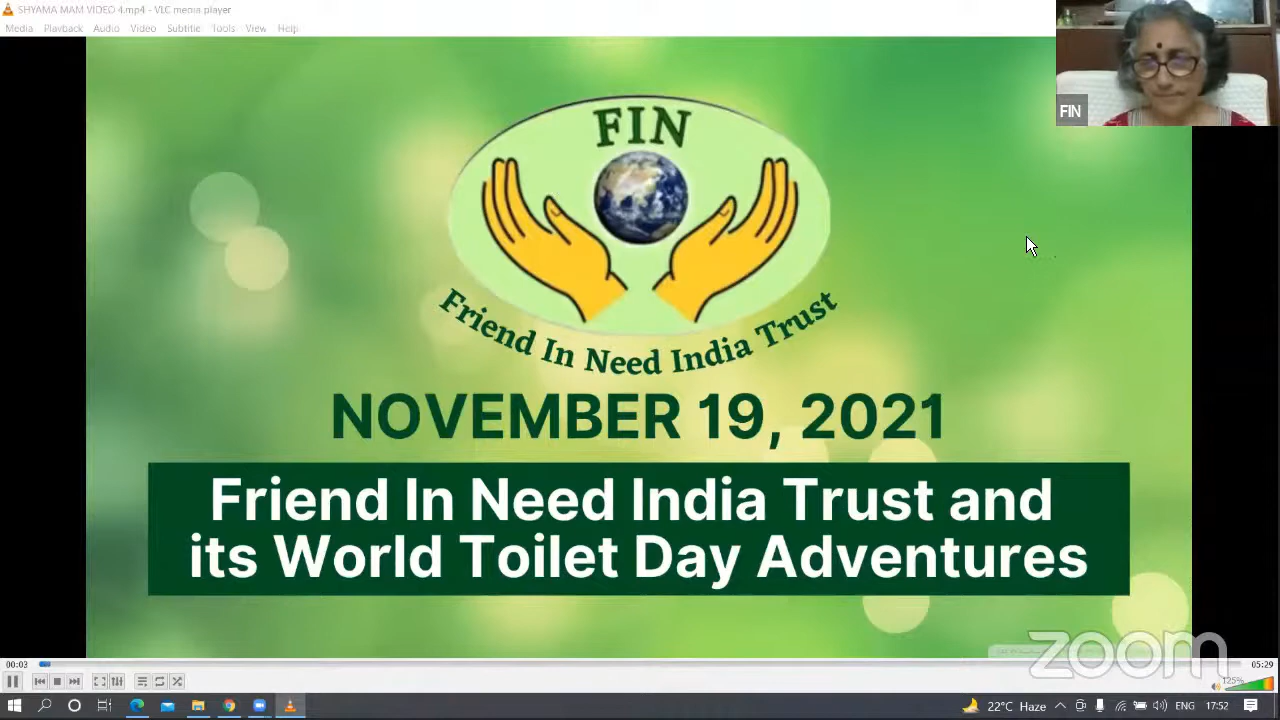 SHYAMA MAM VIDEO 4.mp4 - VLC media player
Media Playback Audio Video Subtitle Tools View Help
FIN
FIN
Friend In Need India Trust
NOVEMBER 19, 2021
Friend In Need India Trust and
its World Toilet Day Adventures
zoom
00:03
05:29
125%
22°C Haze
ENG
17:52